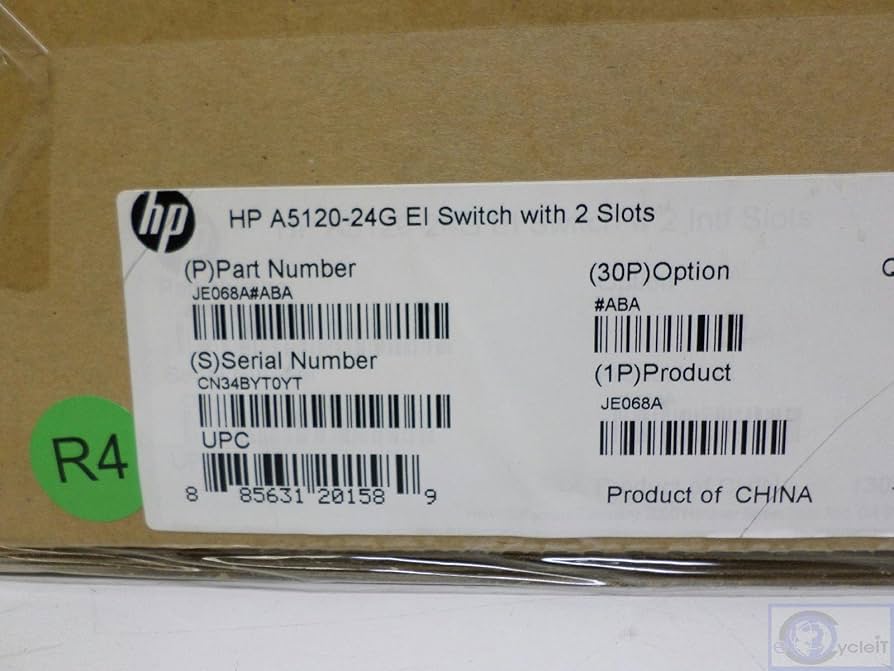 hp
HP A5120-24G EI Switch with 2 Slots
(P)Part Number
JE068A#ABA
(S)Serial Number
CN34BYT0YT
UPC
8 85631 20158 9
(30P)Option
#ABA
(1P)Product
JE068A
Product of CHINA
R4
ycleIT